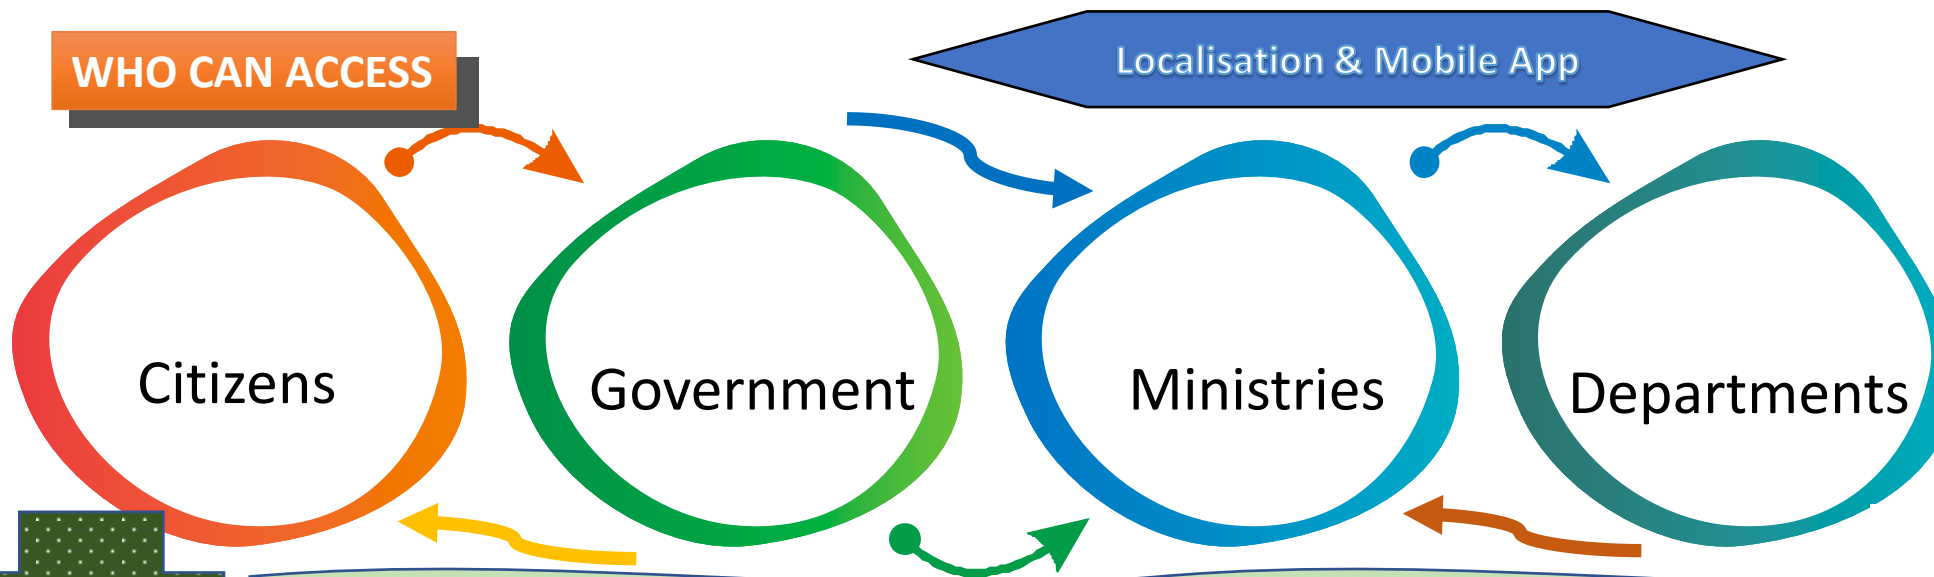 WHO CAN ACCESS
Localisation & Mobile App
Citizens
Government
Ministries
Departments